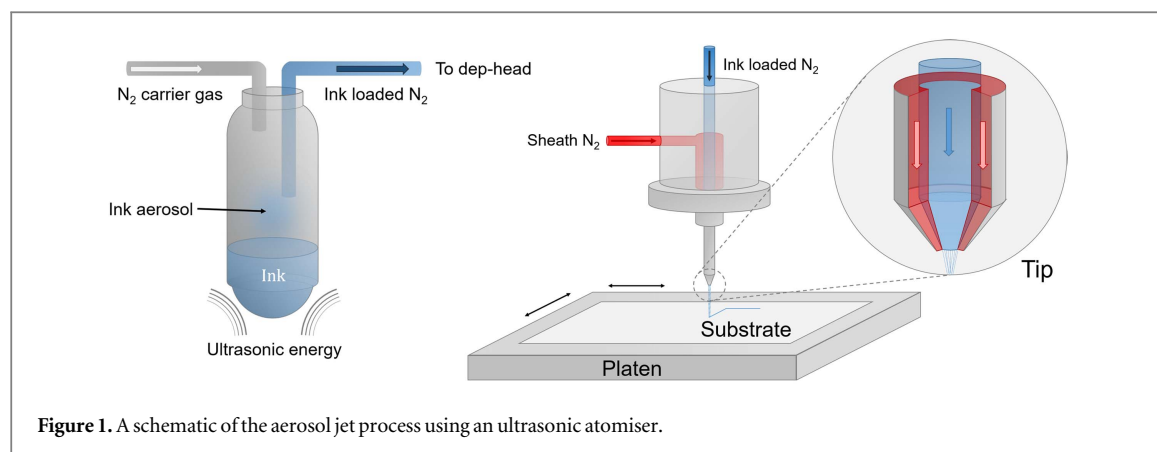 N₂ carrier gas
Ink loaded N₂
To dep-head
Ink aerosol
Ink
Ultrasonic energy
Ink loaded N₂
Sheath N₂
Tip
Substrate
Platen
Figure 1. A schematic of the aerosol jet process using an ultrasonic atomiser.